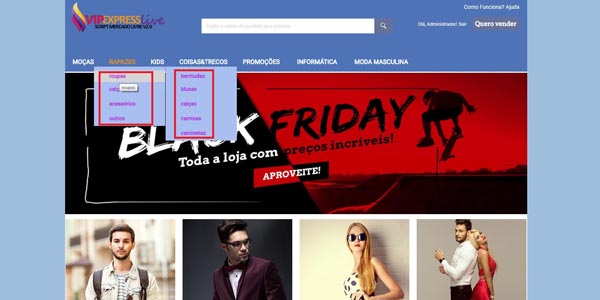 Como Funciona? Ajuda
VIPEXPRESS live
SCRIPT MERCADO LIVRE V2.0
Digite o nome do produto que procura
Olá, Administrador! Sair
Quero vender
MOÇAS RAPAZES KIDS COISAS&TRECOS PROMOÇÕES INFORMÁTICA MODA MASCULINA
roupas
roupas
acessórios
outros
bermudas
blusas
calças
camisas
camisetas
BLACK FRIDAY
Toda a loja com preços incríveis!
APROVEITE!